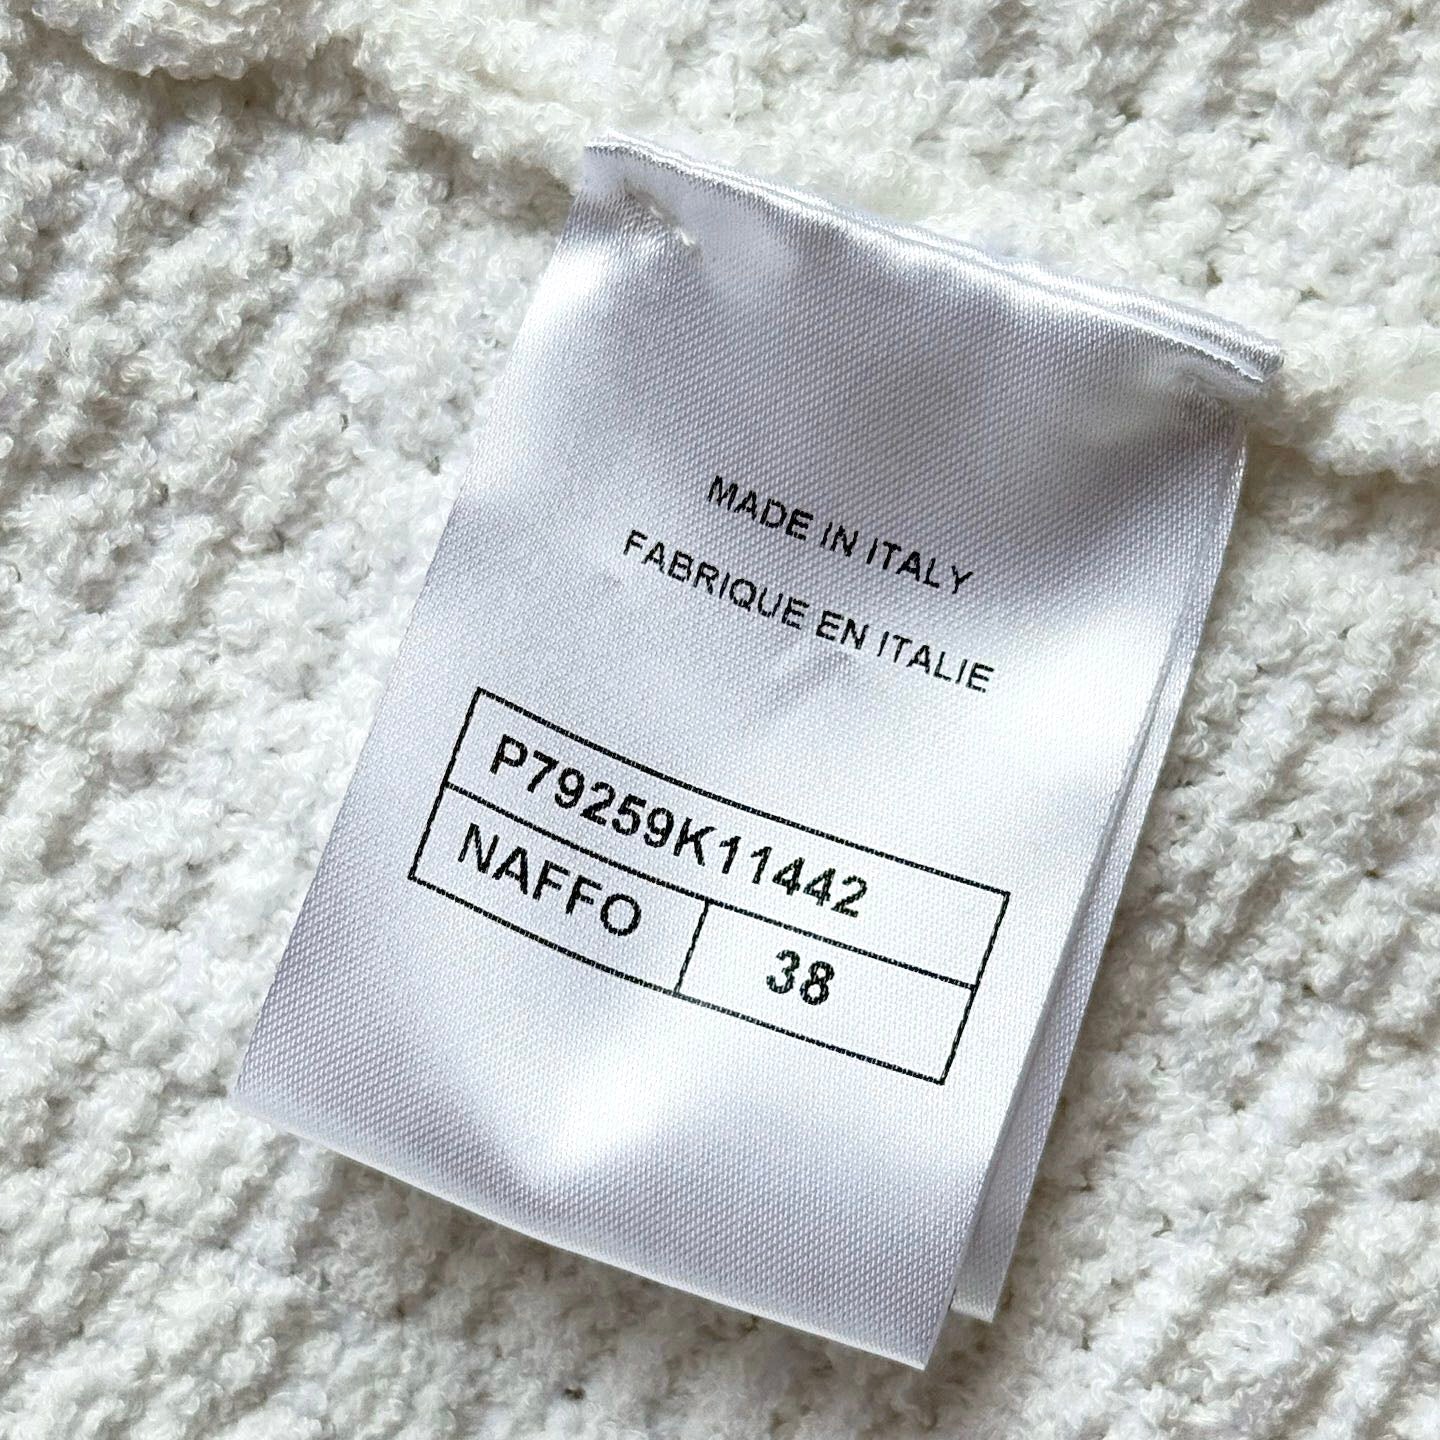 MADE IN ITALY
FABRIQUE EN ITALIE
P79259K11442
NAFFO
38